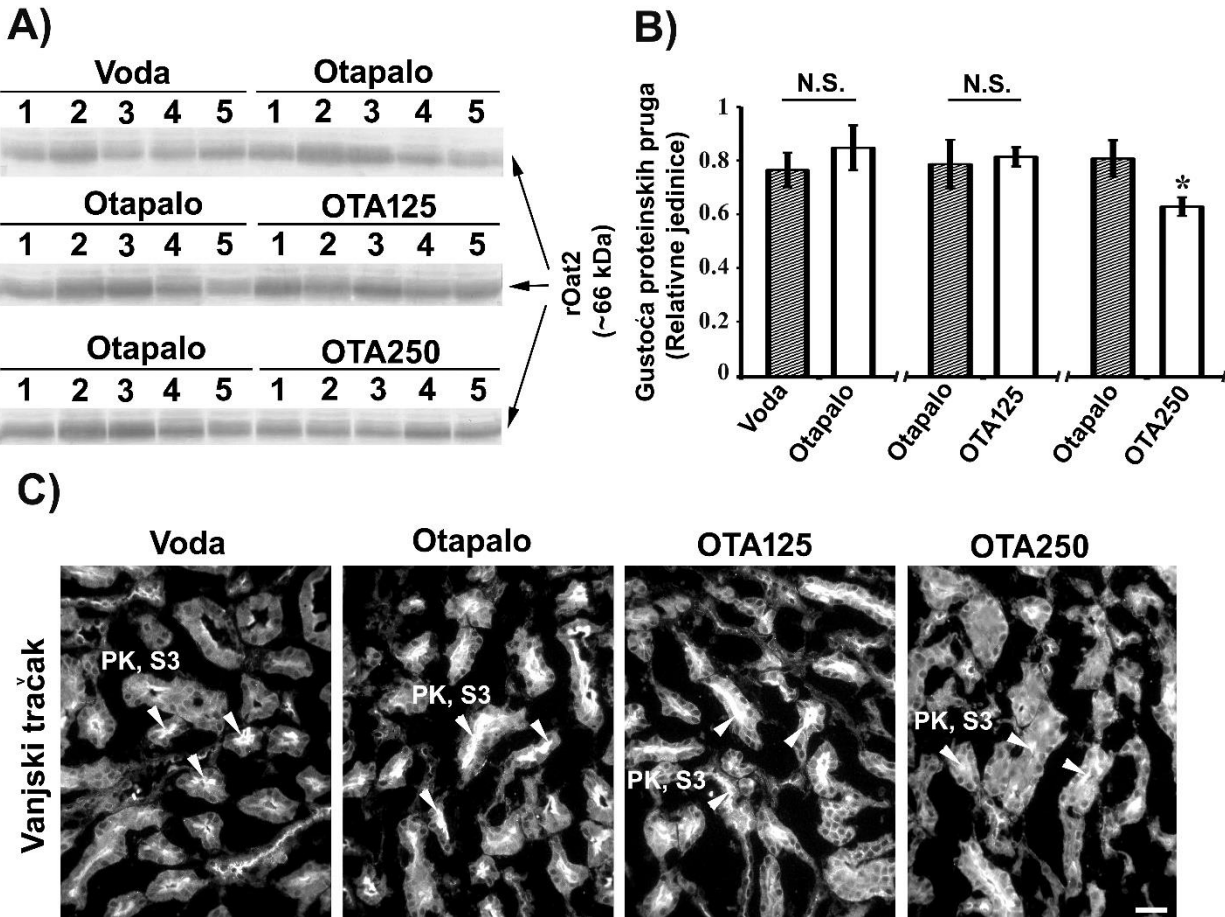 A)
Voda Otapalo
1 2 3 4 5 1 2 3 4 5
Otapalo OTA125
1 2 3 4 5 1 2 3 4 5
Otapalo OTA250
1 2 3 4 5 1 2 3 4 5
rOat2
(~66 kDa)
B)
Gustoća proteinskih pruga
(Relativne jedinice)
N.S. N.S.
1
0.8
0.6
0.4
0.2
0
*
Voda Otapalo Otapalo OTA125 Otapalo OTA250
C)
Voda Otapalo OTA125 OTA250
Vanjski tračak
PK, S3
PK, S3
PK, S3
PK, S3